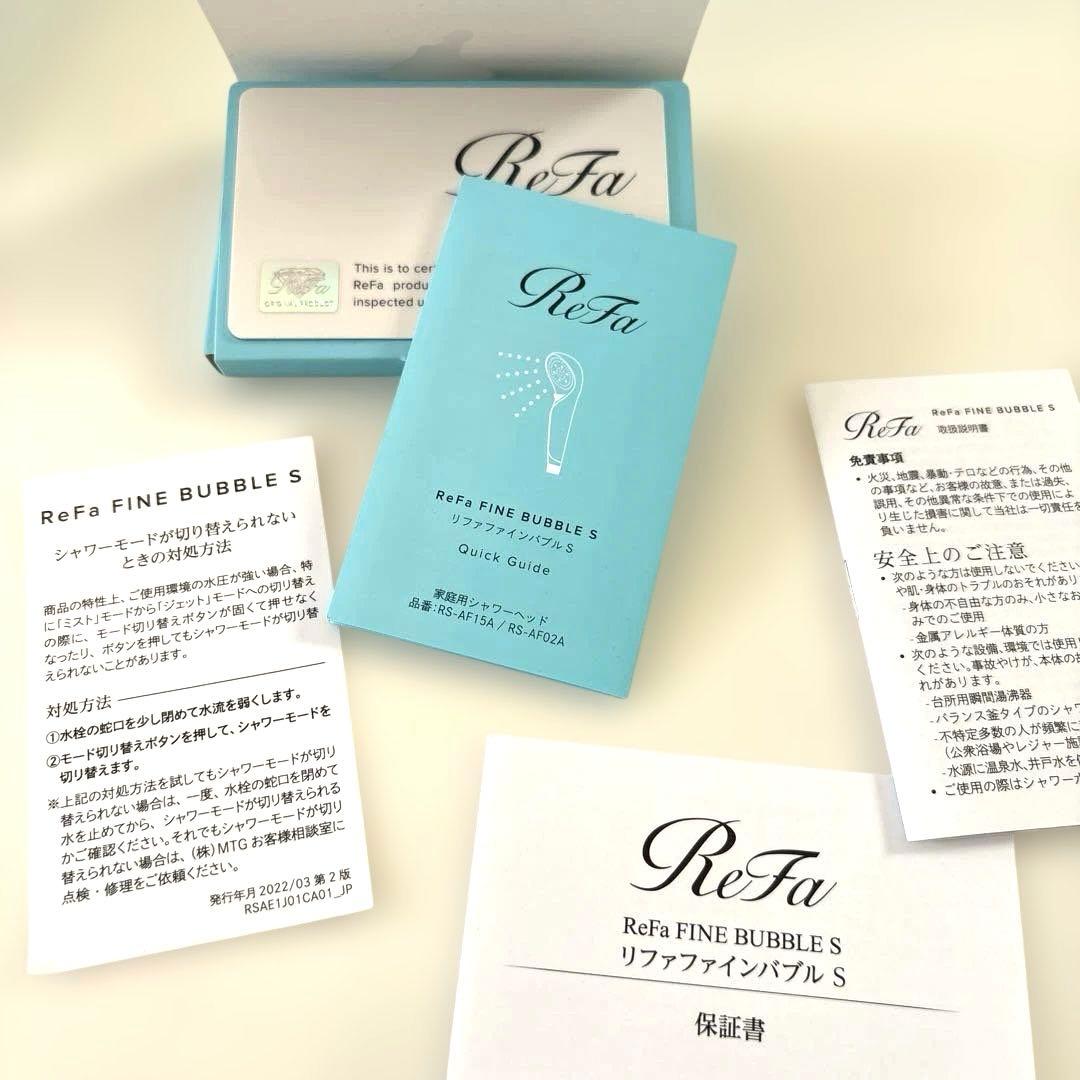 ReFa
ReFa
ORIGINAL PRODUCT
This is to cer
ReFa produ
inspected u
ReFa
ReFa FINE BUBBLE S
リファファインバブル S
Quick Guide
家庭用シャワーヘッド
品番：RS-AF15A / RS-AF02A
ReFa FINE BUBBLE S
シャワーモードが切り替えられない
ときの対処方法
商品の特性上、ご使用環境の水圧が強い場合、特
に「ミスト」モードから「ジェット」モードへの切り替え
の際に、モード切り替えボタンが固くて押せなく
なったり、ボタンを押してもシャワーモードが切り替
えられないことがあります。
対処方法
①水栓の蛇口を少し閉めて水流を弱くします。
②モード切り替えボタンを押して、シャワーモードを
切り替えます。
※上記の対処方法を試してもシャワーモードが切り
替えられない場合は、一度、水栓の蛇口を閉めて
水を止めてから、シャワーモードが切り替えられる
かご確認ください。それでもシャワーモードが切り
替えられない場合は、（株）MTG お客様相談室に
点検・修理をご依頼ください。
発行年月 2022/03 第 2 版
RSAE1J01CA01_JP
ReFa
ReFa FINE BUBBLE S
取扱説明書
免責事項
• 火災、地震、暴動・テロなどの行為、その他
の事項など、お客様の故意、または過失、
誤用、その他異常な条件下での使用によ
り生じた損害に関して当社は一切責任を
負いません。
安全上のご注意
• 次のような方は使用しないでください
や肌・身体のトラブルのおそれがあり
-身体の不自由な方のみ、小さなお
みでのご使用
-金属アレルギー体質の方
• 次のような設備、環境では使用
ください。事故やけが、本体のお
れがあります。
-台所用瞬間湯沸器
-バランス釜タイプのシャワ
-不特定多数の人が頻繁に
（公衆浴場やレジャー施
-水源に温泉水、井戸水を
• ご使用の際はシャワー
ReFa
ReFa FINE BUBBLE S
リファファインバブル S
保証書